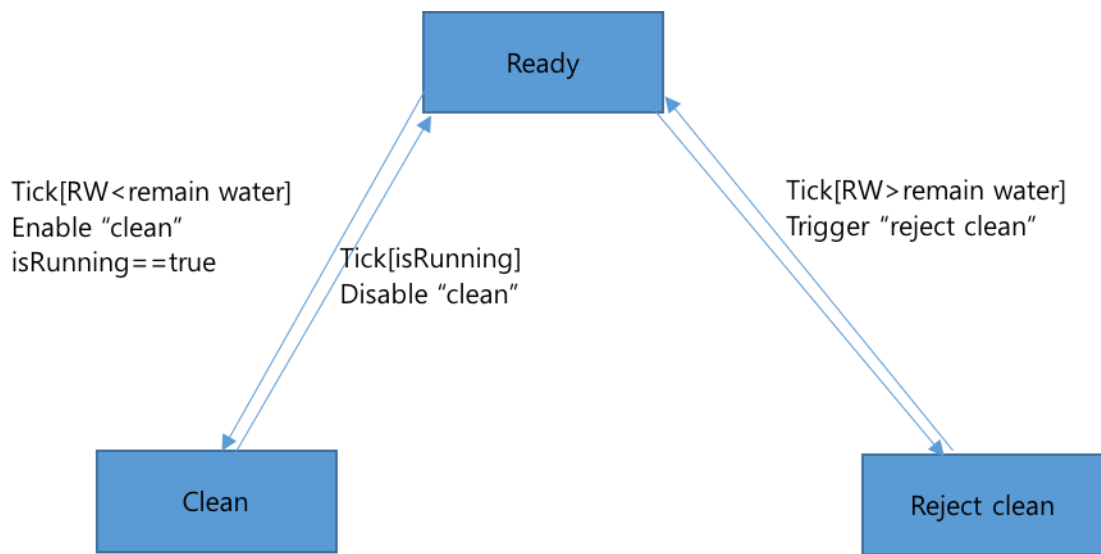 Ready
Tick[RW<remain water]
Enable “clean“
isRunning==true
Tick[isRunning]
Disable “clean“
Tick[RW>remain water]
Trigger “reject clean“
Clean
Reject clean